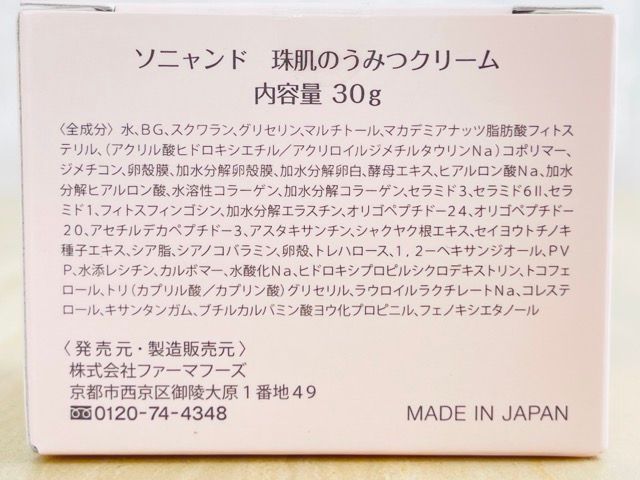 ソニャンド　珠肌のうみつクリーム
内容量 30g
〈全成分〉水、BG、スクワラン、グリセリン、マルチトール、マカデミアナッツ脂肪酸フィトス
テリル、（アクリル酸ヒドロキシエチル／アクリロイルジメチルタウリンNa）コポリマー、
ジメチコン、卵殻膜、加水分解卵殻膜、加水分解卵白、酵母エキス、ヒアルロン酸Na、加水
分解ヒアルロン酸、水溶性コラーゲン、加水分解コラーゲン、セラミド3、セラミド6Ⅱ、セラ
ミド1、フィトスフィンゴシン、加水分解エラスチン、オリゴペプチド－24、オリゴペプチド－
20、アセチルデカペプチド－3、アスタキサンチン、シャクヤク根エキス、セイヨウトチノキ
種子エキス、シア脂、シアノコバラミン、卵殻、トレハロース、1，2－ヘキサンジオール、PV
P、水添レシチン、カルボマー、水酸化Na、ヒドロキシプロピルシクロデキストリン、トコフェ
ロール、トリ（カプリル酸／カプリン酸）グリセリル、ラウロイルラクチレートNa、コレステ
ロール、キサンタンガム、ブチルカルバミン酸ヨウ化プロピニル、フェノキシエタノール
〈発売元・製造販売元〉
株式会社ファーマフーズ
京都市西京区御陵大原1番地49
0120-74-4348
MADE IN JAPAN